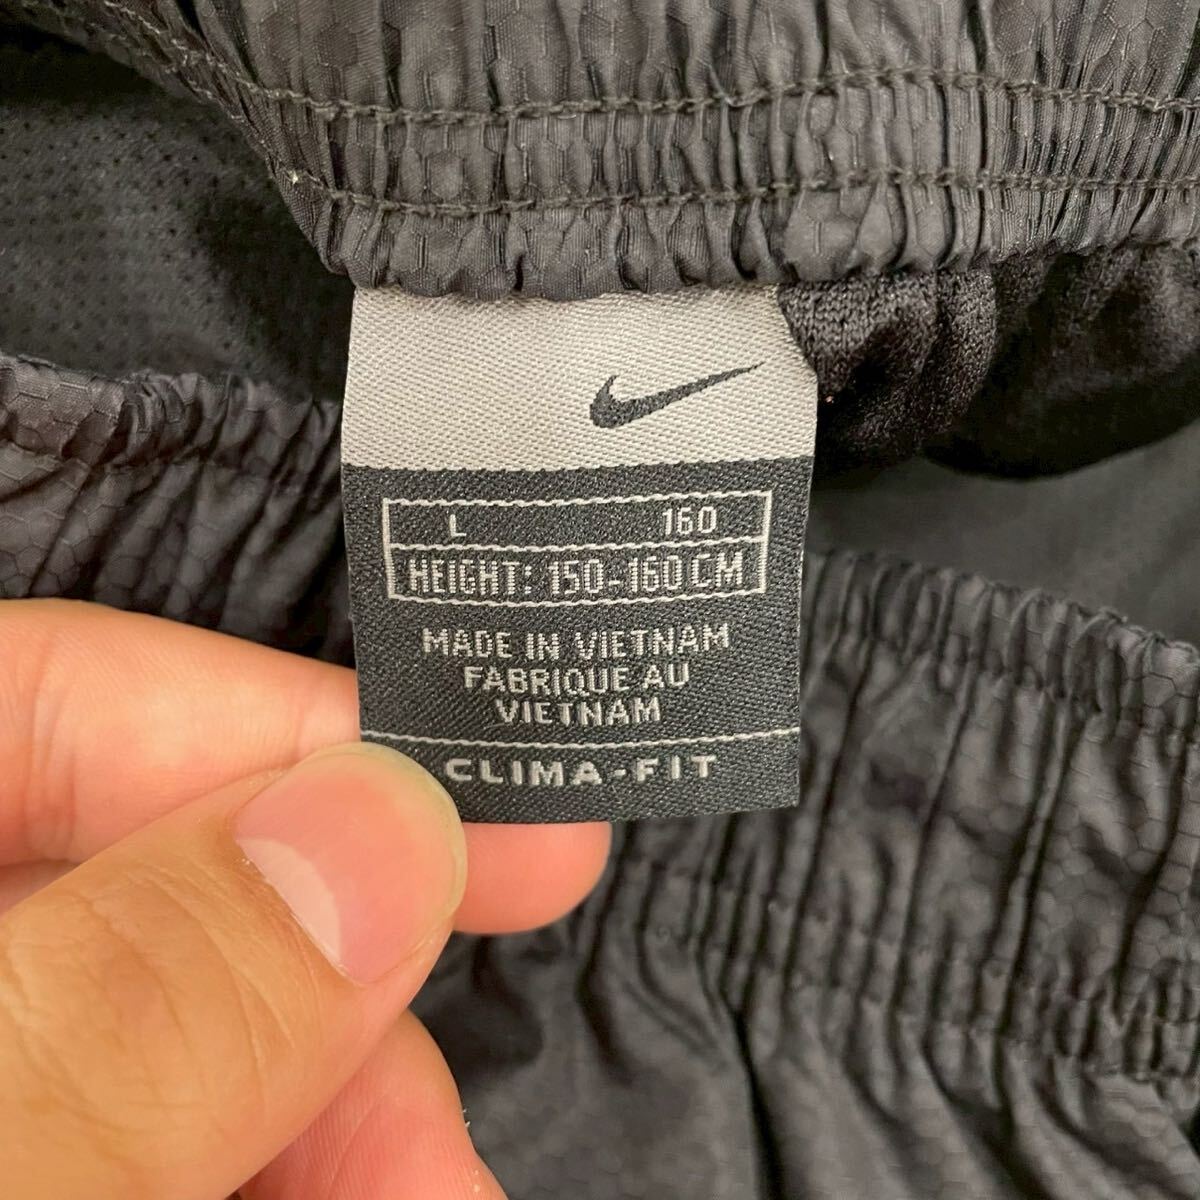 L 160
HEIGHT: 150-160 CM
MADE IN VIETNAM
FABRIQUE AU
VIETNAM
CLIMA-FIT